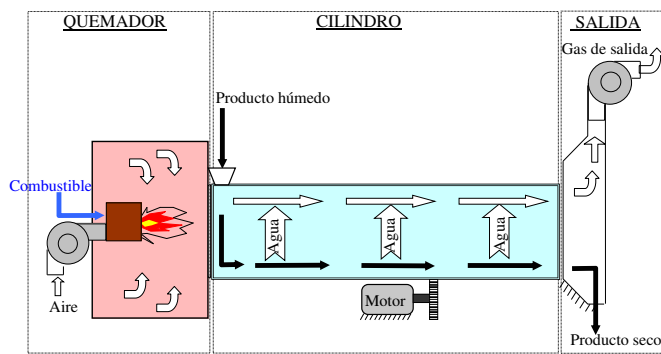 QUEMADOR
CILINDRO
SALIDA
Gas de salida
Producto húmedo
Combustible
Agua
Agua
Agua
Aire
Motor
Producto seco